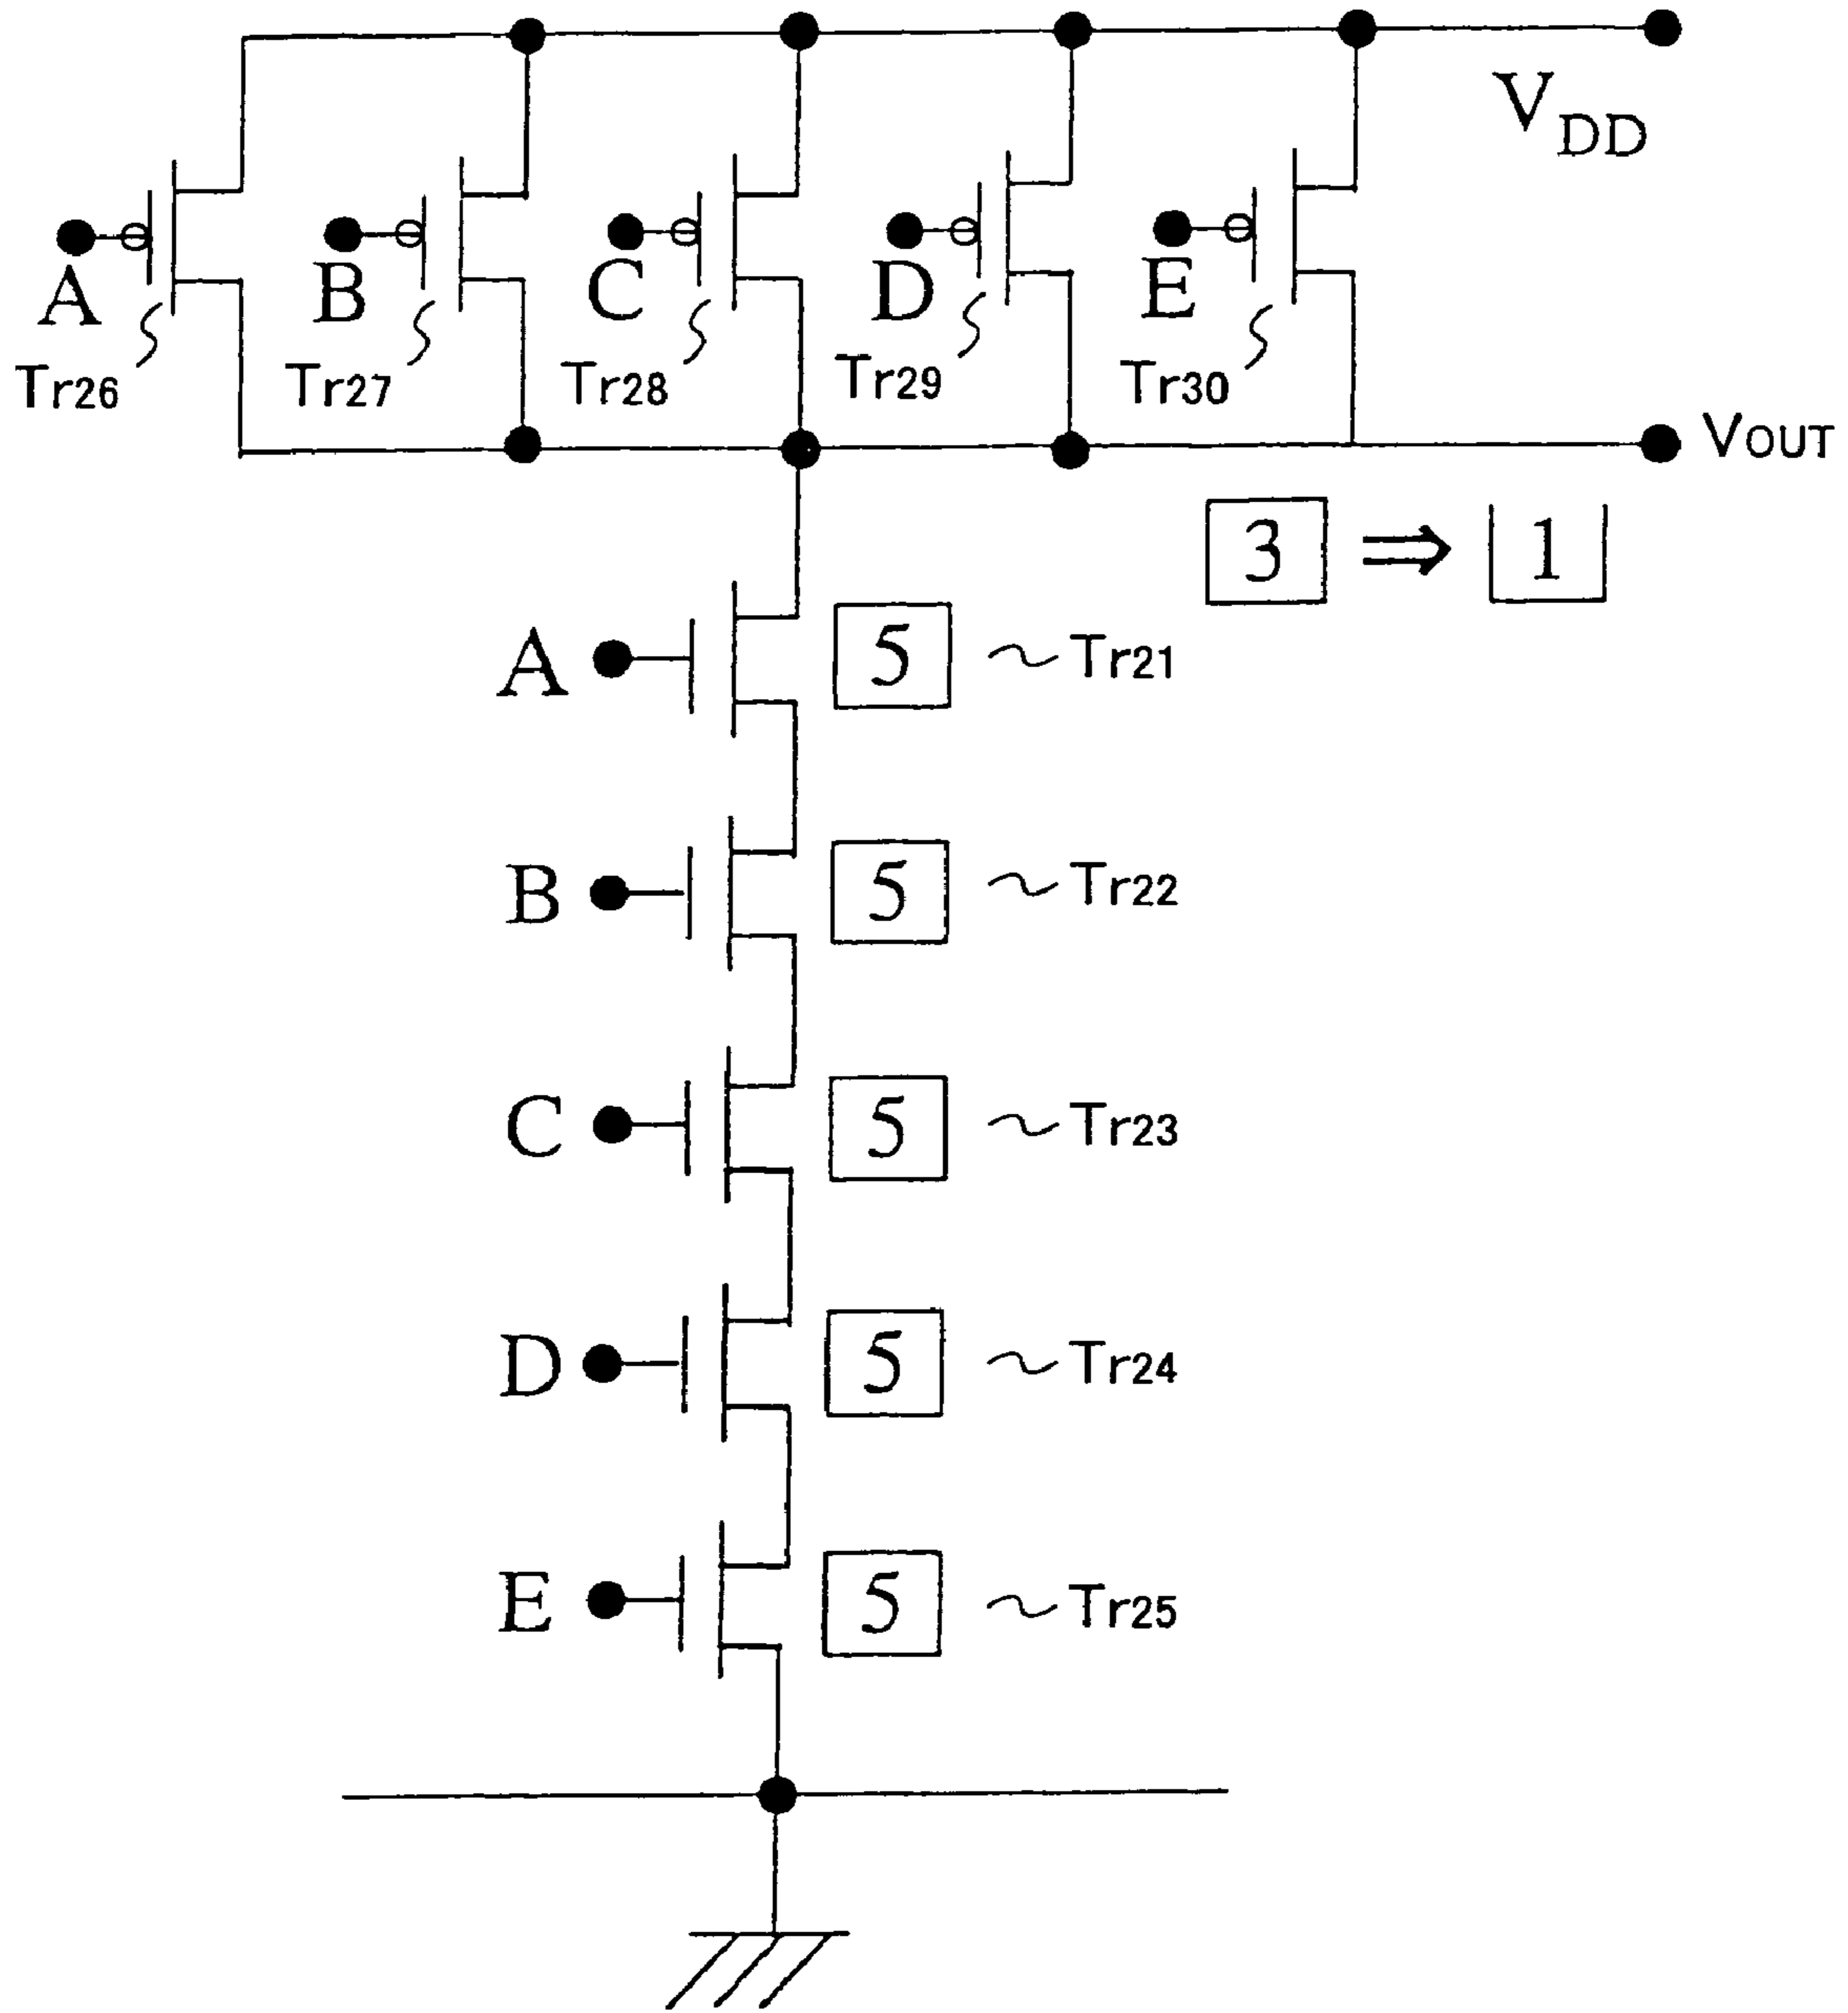 VDD
A B C D E
Tr26 Tr27 Tr28 Tr29 Tr30
VOUT
3 ⇒ 1
A 5 Tr21
B 5 Tr22
C 5 Tr23
D 5 Tr24
E 5 Tr25